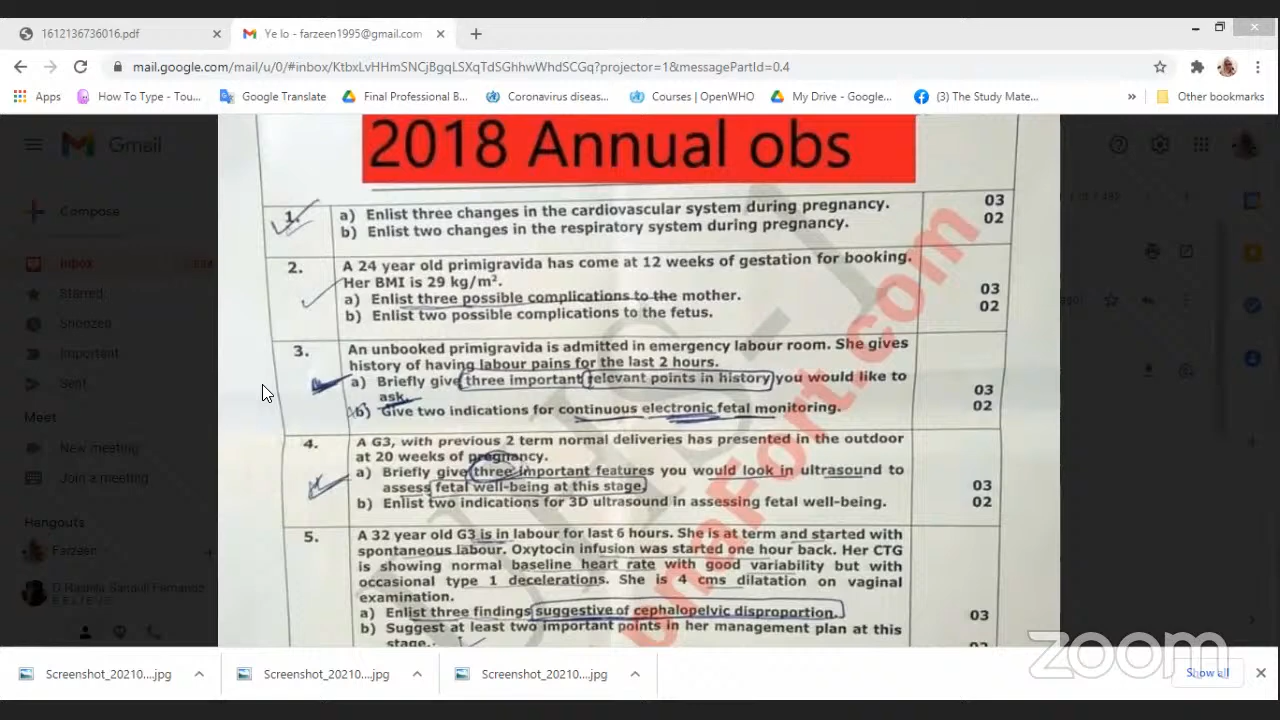 1612136736016.pdf
Ye lo - farzeen1995@gmail.com
mail.google.com/mail/u/0/#inbox/KtbxLvHHmSNCjBgqLSXqTdSGhhwWhdSCGq?projector=1&messagePartId=0.4
Apps
How To Type - Tou...
Google Translate
Final Professional B...
Coronavirus diseas...
Courses | OpenWHO
My Drive - Google...
(3) The Study Mate...
»
Other bookmarks
Gmail
Compose
Inbox
Starred
Snoozed
Important
Sent
Meet
New meeting
Join a meeting
Hangouts
Farzeen
2018 Annual obs
1. a) Enlist three changes in the cardiovascular system during pregnancy. 03
b) Enlist two changes in the respiratory system during pregnancy. 02
2. A 24 year old primigravida has come at 12 weeks of gestation for booking.
Her BMI is 29 kg/m².
a) Enlist three possible complications to the mother. 03
b) Enlist two possible complications to the fetus. 02
3. An unbooked primigravida is admitted in emergency labour room. She gives
history of having labour pains for the last 2 hours.
a) Briefly give three important relevant points in history you would like to
ask. 03
b) Give two indications for continuous electronic fetal monitoring. 02
4. A G3, with previous 2 term normal deliveries has presented in the outdoor
at 20 weeks of pregnancy.
a) Briefly give three important features you would look in ultrasound to
assess fetal well-being at this stage. 03
b) Enlist two indications for 3D ultrasound in assessing fetal well-being. 02
5. A 32 year old G3 is in labour for last 6 hours. She is at term and started with
spontaneous labour. Oxytocin infusion was started one hour back. Her CTG
is showing normal baseline heart rate with good variability but with
occasional type 1 decelerations. She is 4 cms dilatation on vaginal
examination.
a) Enlist three findings suggestive of cephalopelvic disproportion. 03
b) Suggest at least two important points in her management plan at this
stage.
zoom
Screenshot_20210....jpg
Screenshot_20210....jpg
Screenshot_20210....jpg
Show all